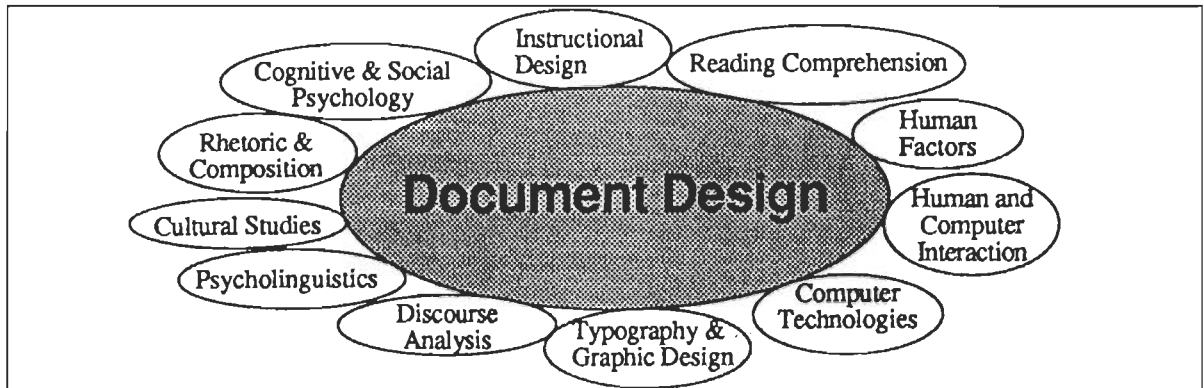 Instructional
Design
Reading Comprehension
Cognitive & Social
Psychology
Human
Factors
Rhetoric &
Composition
Document Design
Human and
Computer
Interaction
Cultural Studies
Psycholinguistics
Computer
Technologies
Discourse
Analysis
Typography &
Graphic Design